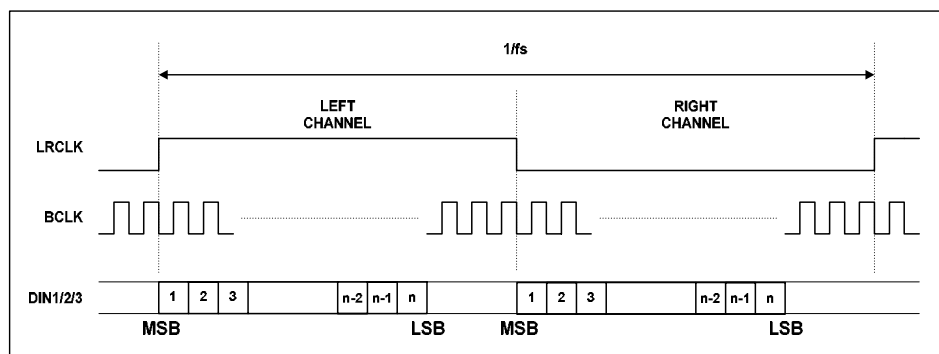 1/fs
LEFT CHANNEL
RIGHT CHANNEL
LRCLK
BCLK
DIN1/2/3
1 2 3 n-2 n-1 n 1 2 3 n-2 n-1 n
MSB LSB MSB LSB